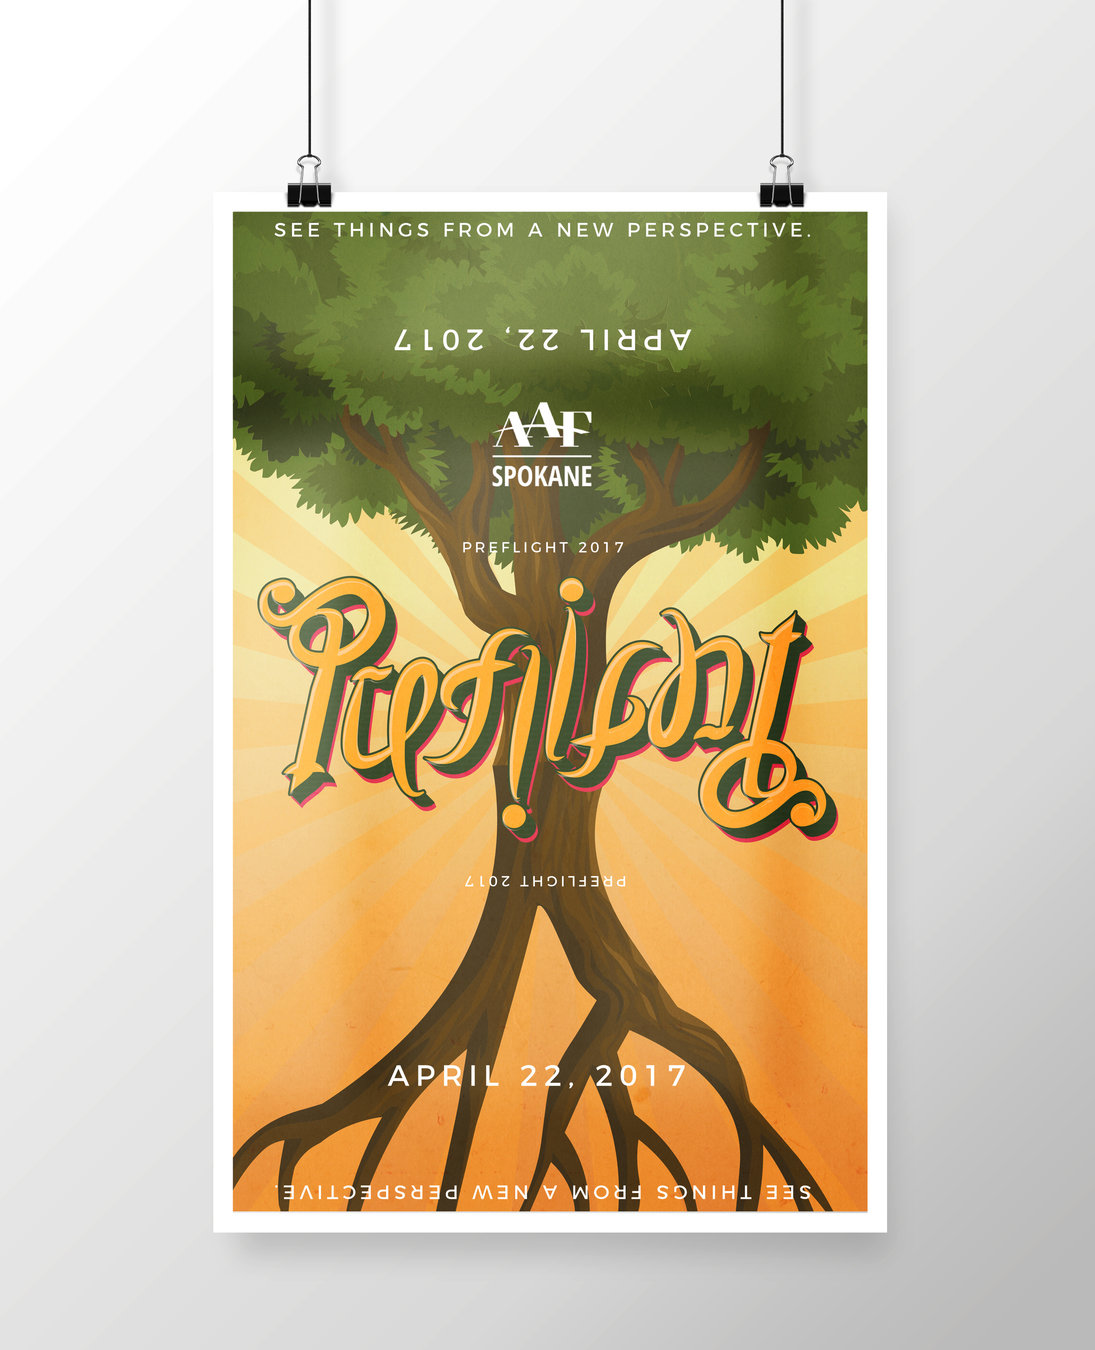 SEE THINGS FROM A NEW PERSPECTIVE.
APRIL 22, 2017
AAF
SPOKANE
PREFLIGHT 2017
Preflight
PREFLIGHT 2017
APRIL 22, 2017
SEE THINGS FROM A NEW PERSPECTIVE.